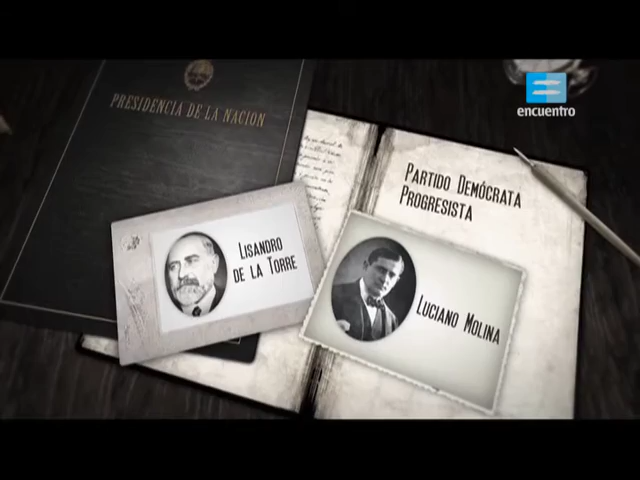 PRESIDENCIA DE LA NACION
encuentro
PARTIDO DEMÓCRATA
PROGRESISTA
LISANDRO
DE LA TORRE
LUCIANO MOLINA